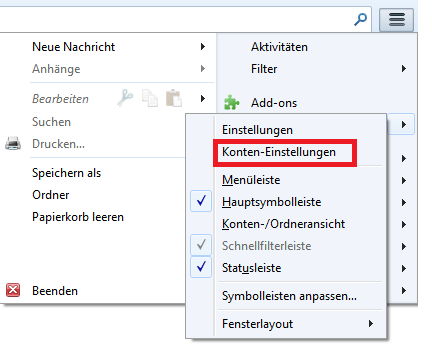 Neue Nachricht
Anhänge
Bearbeiten
Suchen
Drucken...
Speichern als
Ordner
Papierkorb leeren
Beenden
Aktivitäten
Filter
Add-ons
Einstellungen
Konten-Einstellungen
Menüleiste
Hauptsymbolleiste
Konten-/Ordneransicht
Schnellfilterleiste
Statusleiste
Symbolleisten anpassen...
Fensterlayout